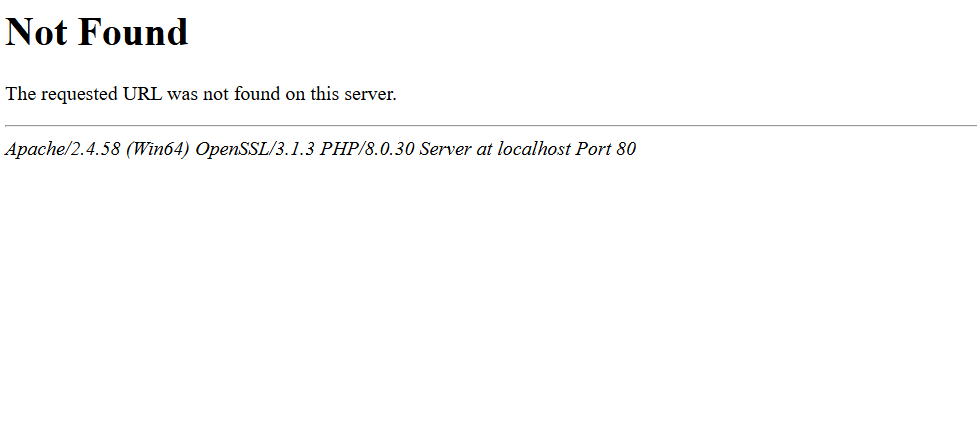 Not Found
The requested URL was not found on this server.
Apache/2.4.58 (Win64) OpenSSL/3.1.3 PHP/8.0.30 Server at localhost Port 80